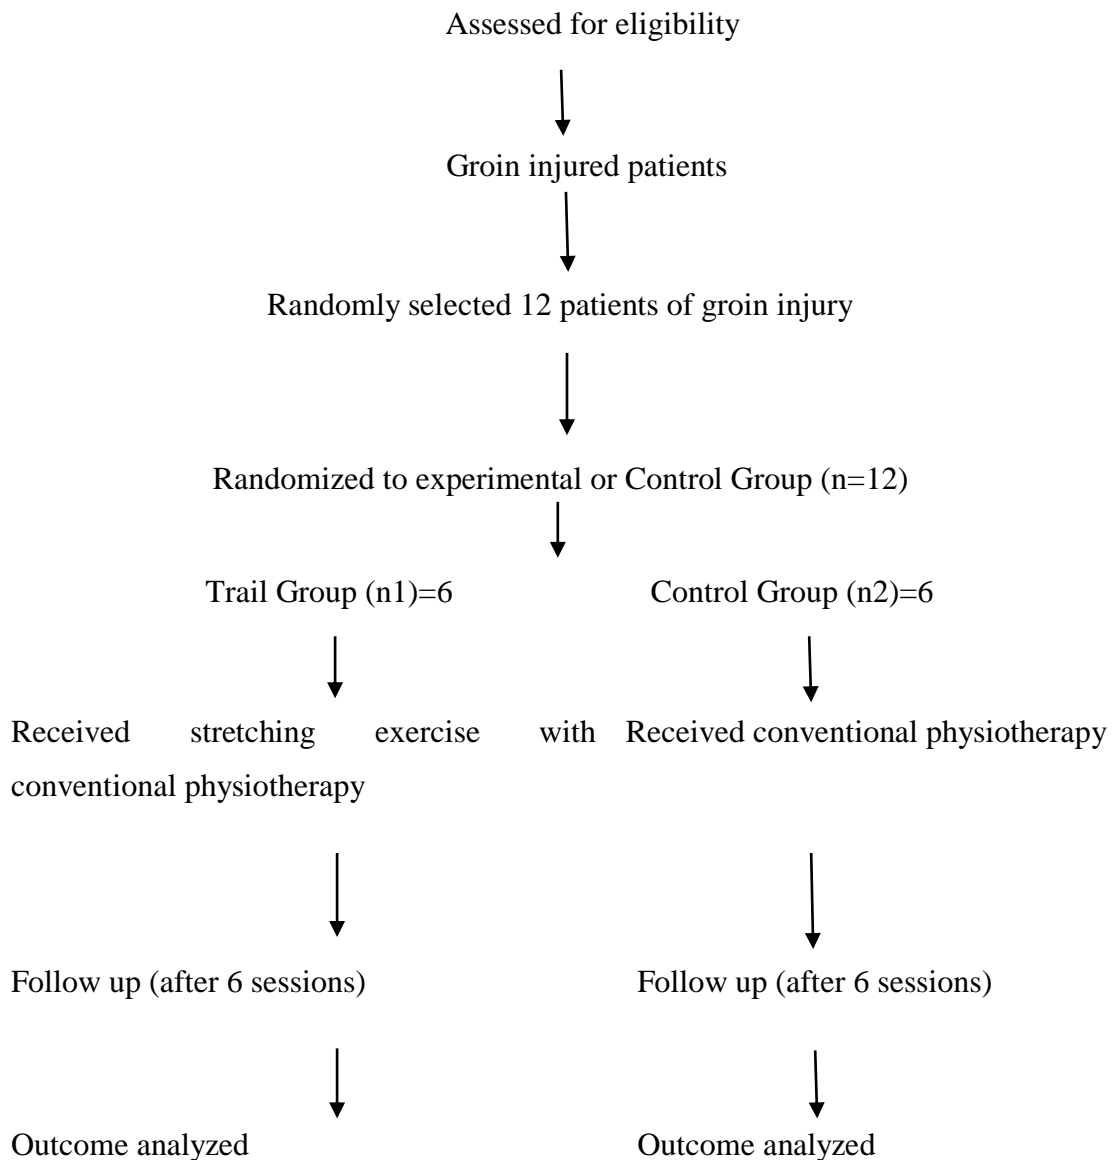 Assessed for eligibility
Groin injured patients
Randomly selected 12 patients of groin injury
Randomized to experimental or Control Group (n=12)
Trail Group (n1)=6
Control Group (n2)=6
Received stretching exercise with
conventional physiotherapy
Received conventional physiotherapy
Follow up (after 6 sessions)
Follow up (after 6 sessions)
Outcome analyzed
Outcome analyzed